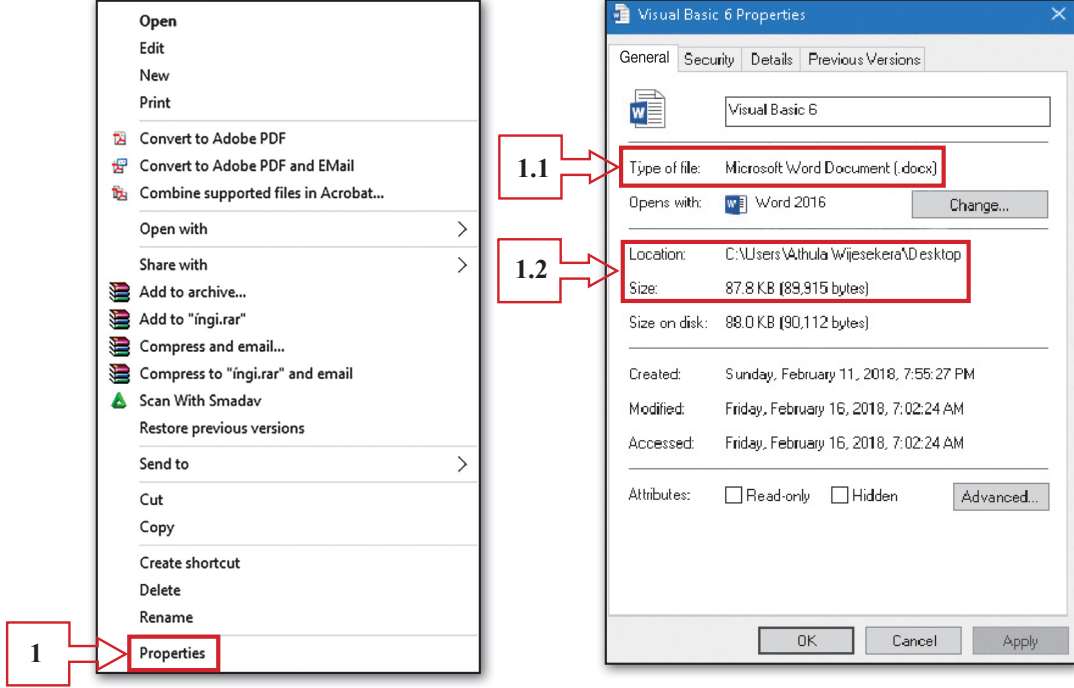 Open
Edit
New
Print
Convert to Adobe PDF
Convert to Adobe PDF and EMail
Combine supported files in Acrobat...
Open with
Share with
Add to archive...
Add to "íngi.rar"
Compress and email...
Compress to "íngi.rar" and email
Scan With Smadav
Restore previous versions
Send to
Cut
Copy
Create shortcut
Delete
Rename
1
Properties
Visual Basic 6 Properties
General Security Details Previous Versions
Visual Basic 6
1.1
Type of file: Microsoft Word Document (.docx)
Opens with: Word 2016 Change...
1.2
Location: C:\Users\Athula Wijesekera\Desktop
Size: 87.8 KB (89,915 bytes)
Size on disk: 88.0 KB (90,112 bytes)
Created: Sunday, February 11, 2018, 7:55:27 PM
Modified: Friday, February 16, 2018, 7:02:24 AM
Accessed: Friday, February 16, 2018, 7:02:24 AM
Attributes: Read-only Hidden Advanced...
OK Cancel Apply